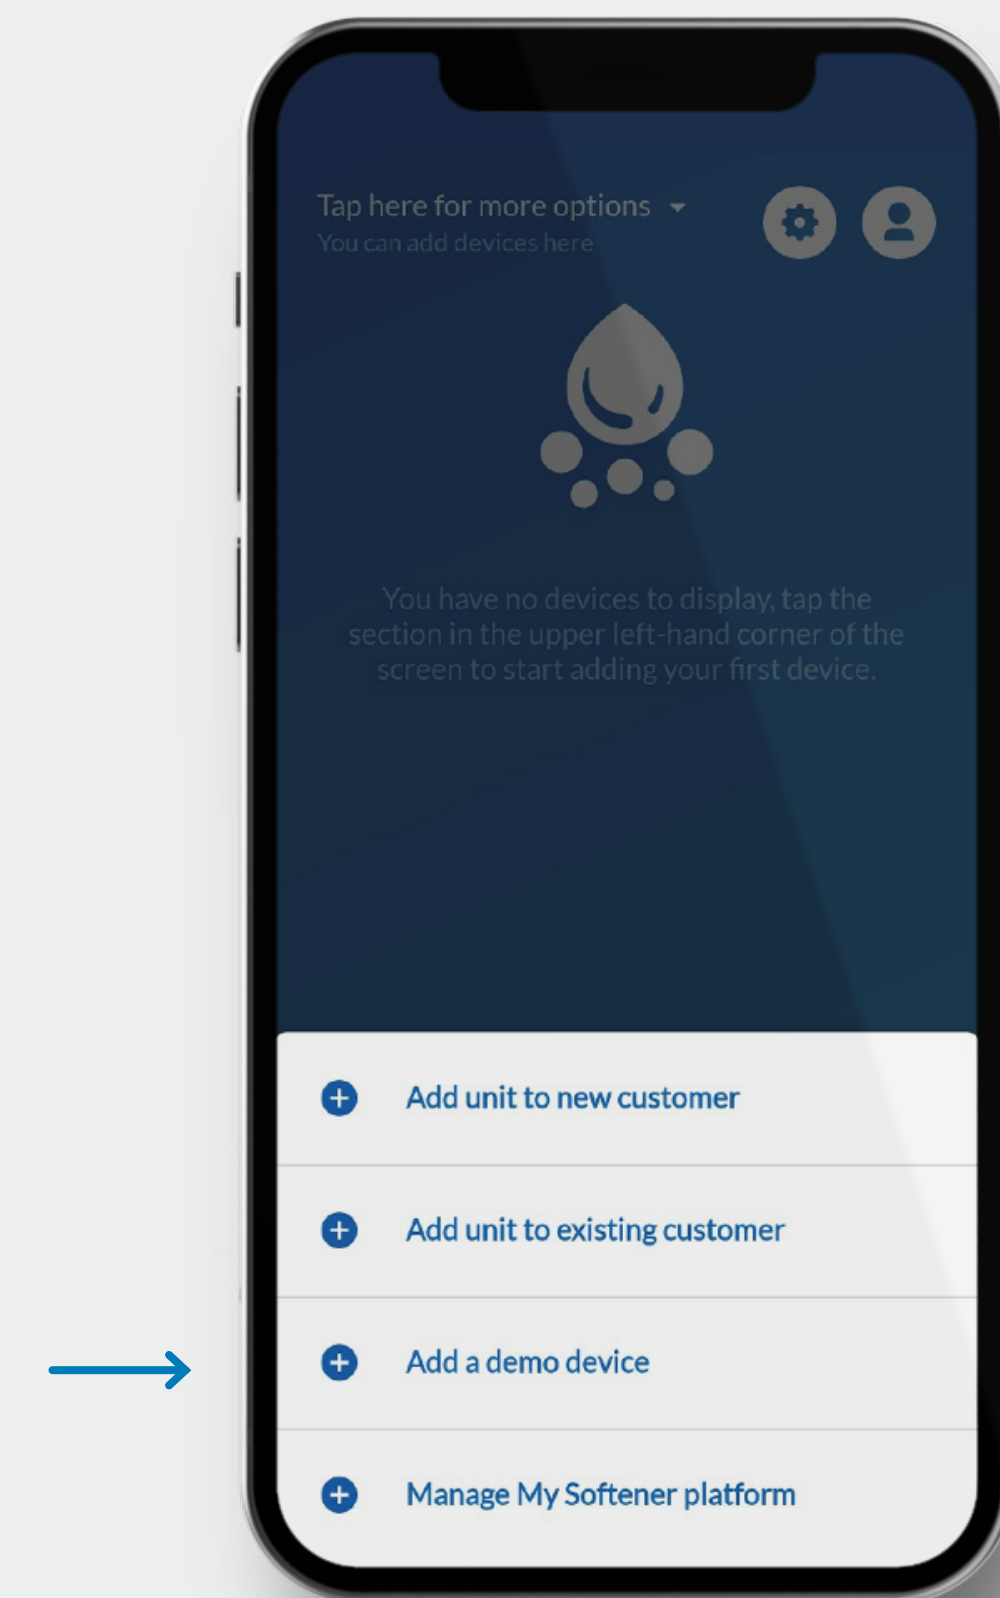 Tap here for more options
You can add devices here
You have no devices to display, tap the
section in the upper left-hand corner of the
screen to start adding your first device.
Add unit to new customer
Add unit to existing customer
Add a demo device
Manage My Softener platform